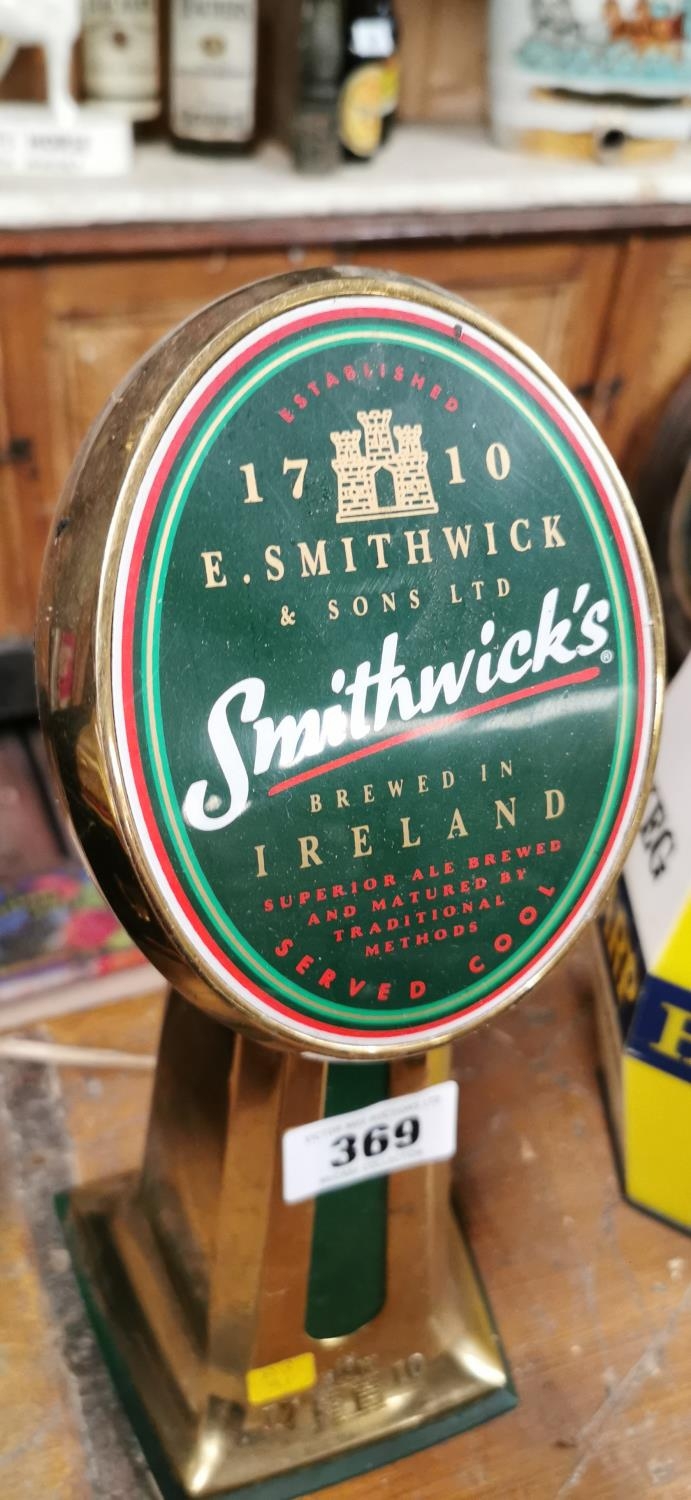 ESTABLISHED
17 10
E. SMITHWICK
& SONS LTD
Smithwick's®
BREWED IN
IRELAND
SUPERIOR ALE BREWED
AND MATURED BY
TRADITIONAL
METHODS
SERVED COOL
369
10